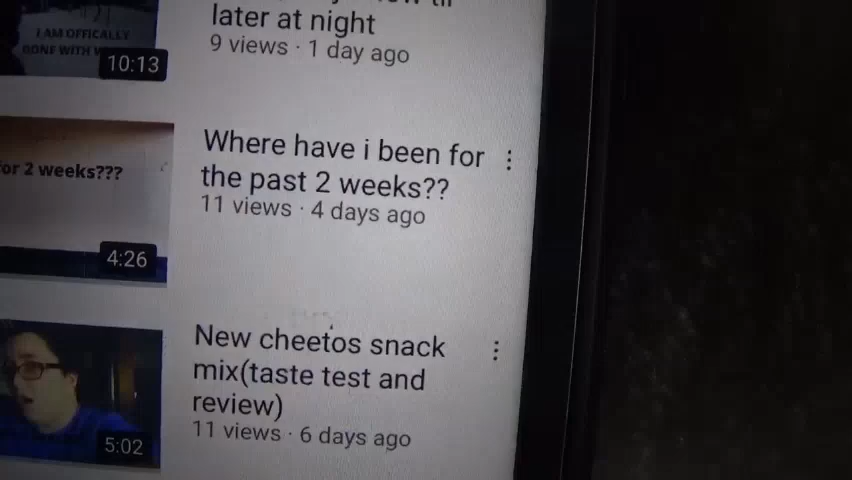 later at night
9 views · 1 day ago
I AM OFFICALLY
DONE WITH
10:13
Where have i been for
the past 2 weeks??
11 views · 4 days ago
or 2 weeks???
4:26
New cheetos snack
mix(taste test and
review)
11 views · 6 days ago
5:02